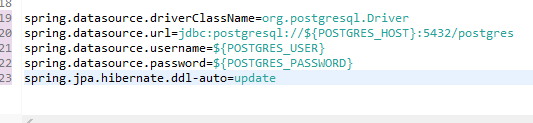 18
19 spring.datasource.driverClassName=org.postgresql.Driver
20 spring.datasource.url=jdbc:postgresql://${POSTGRES_HOST}:5432/postgres
21 spring.datasource.username=${POSTGRES_USER}
22 spring.datasource.password=${POSTGRES_PASSWORD}
23 spring.jpa.hibernate.ddl-auto=update